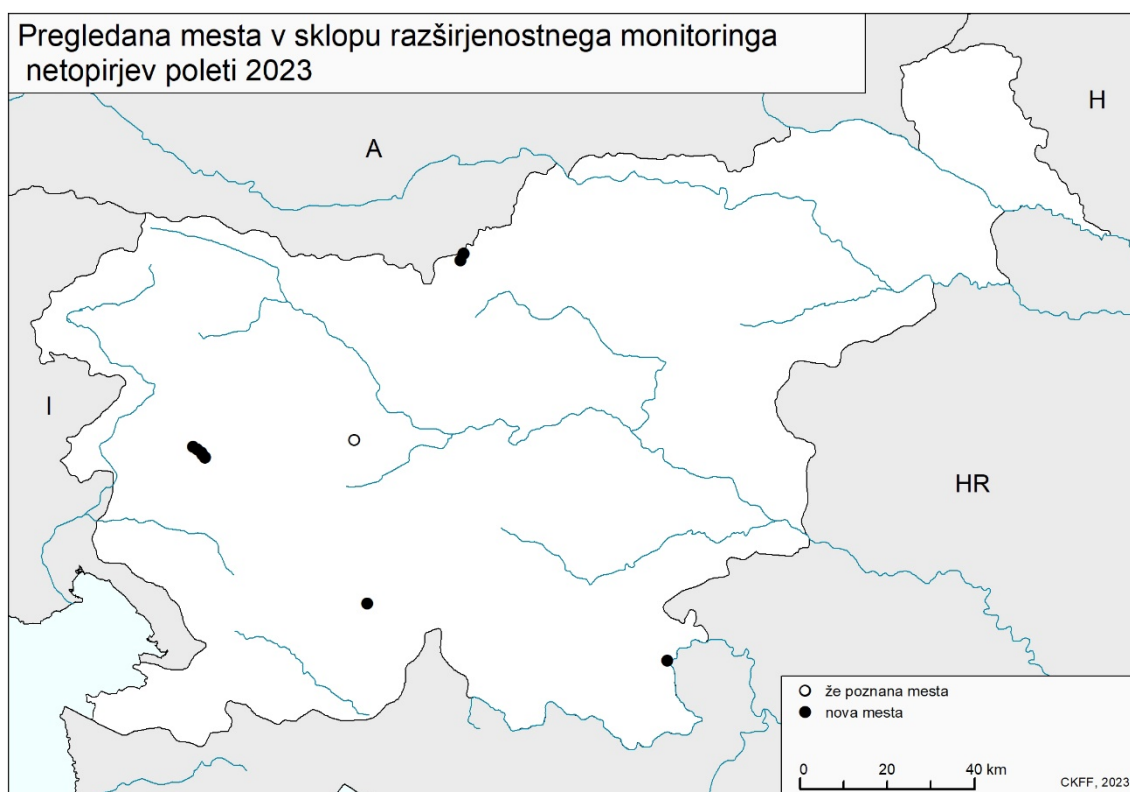 Pregledana mesta v sklopu razširjenostnega monitoringa
netopirjev poleti 2023
H
A
I
HR
že poznana mesta
nova mesta
0 20 40 km
CKFF, 2023